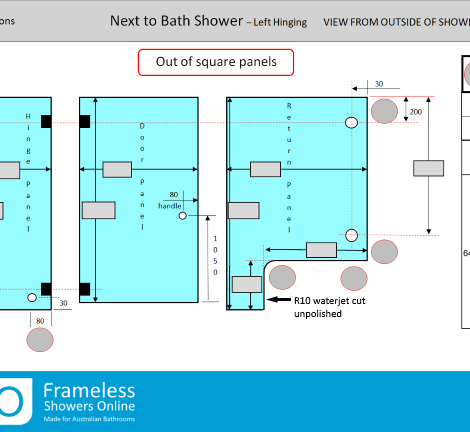 ons
Next to Bath Shower – Left Hinging
VIEW FROM OUTSIDE OF SHOWE
Out of square panels
30
200
Hinge Panel
Door Panel
Return Panel
80
handle
1050
30
80
R10 waterjet cut
unpolished
64
Frameless
Showers Online
Made for Australian Bathrooms